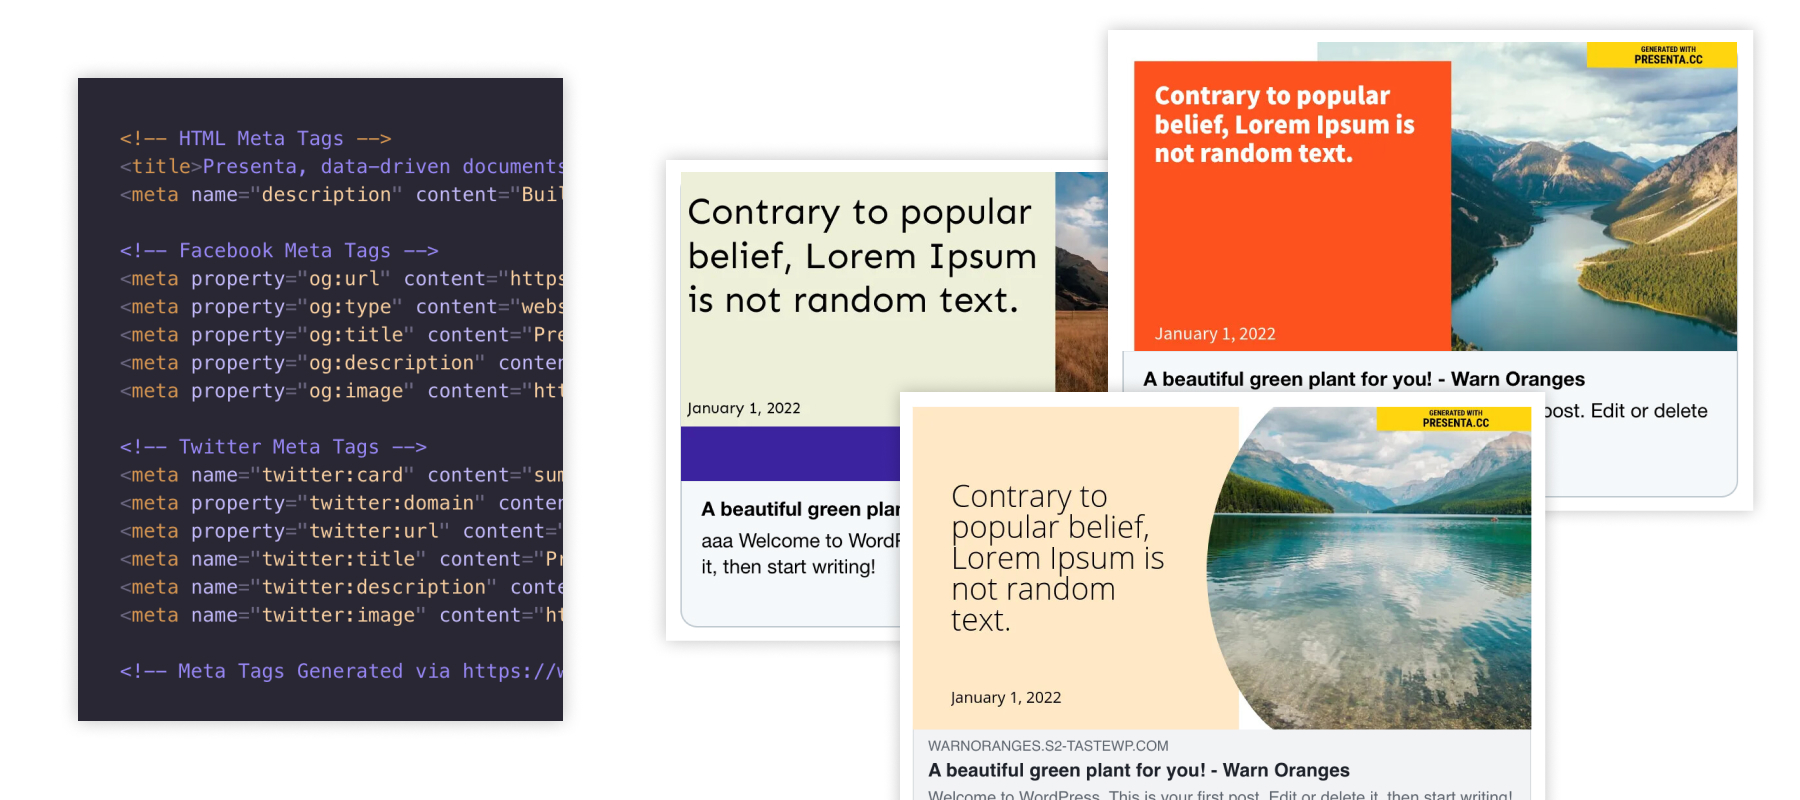 <!-- HTML Meta Tags -->
<title>Presenta, data-driven documents
<meta name="description" content="Buil
<!-- Facebook Meta Tags -->
<meta property="og:url" content="https
<meta property="og:type" content="webs
<meta property="og:title" content="Pre
<meta property="og:description" conten
<meta property="og:image" content="htt
<!-- Twitter Meta Tags -->
<meta name="twitter:card" content="sum
<meta property="twitter:domain" conten
<meta property="twitter:url" content="
<meta name="twitter:title" content="Pr
<meta name="twitter:description" conte
<meta name="twitter:image" content="ht
<!-- Meta Tags Generated via https://w
Contrary to popular
belief, Lorem Ipsum
is not random text.
January 1, 2022
A beautiful green plan
aaa Welcome to WordP
it, then start writing!
GENERATED WITH
PRESENTA.CC
Contrary to popular
belief, Lorem Ipsum is
not random text.
January 1, 2022
A beautiful green plant for you! - Warn Oranges
post. Edit or delete
GENERATED WITH
PRESENTA.CC
Contrary to
popular belief,
Lorem Ipsum is
not random
text.
January 1, 2022
WARNORANGES.S2-TASTEWP.COM
A beautiful green plant for you! - Warn Oranges
Welcome to WordPress. This is your first post. Edit or delete it, then start writing!